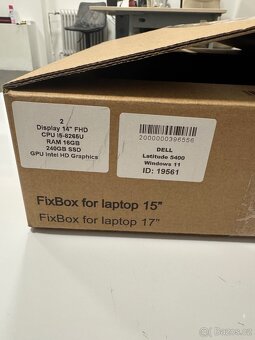 2
Display 14" FHD
CPU i5-8265U
RAM 16GB
240GB SSD
GPU intel HD Graphics
2000000396556
DELL
Latitude 5400
Windows 11
ID: 19561
FixBox for laptop 15"
FixBox for laptop 17"
Bazoš.cz